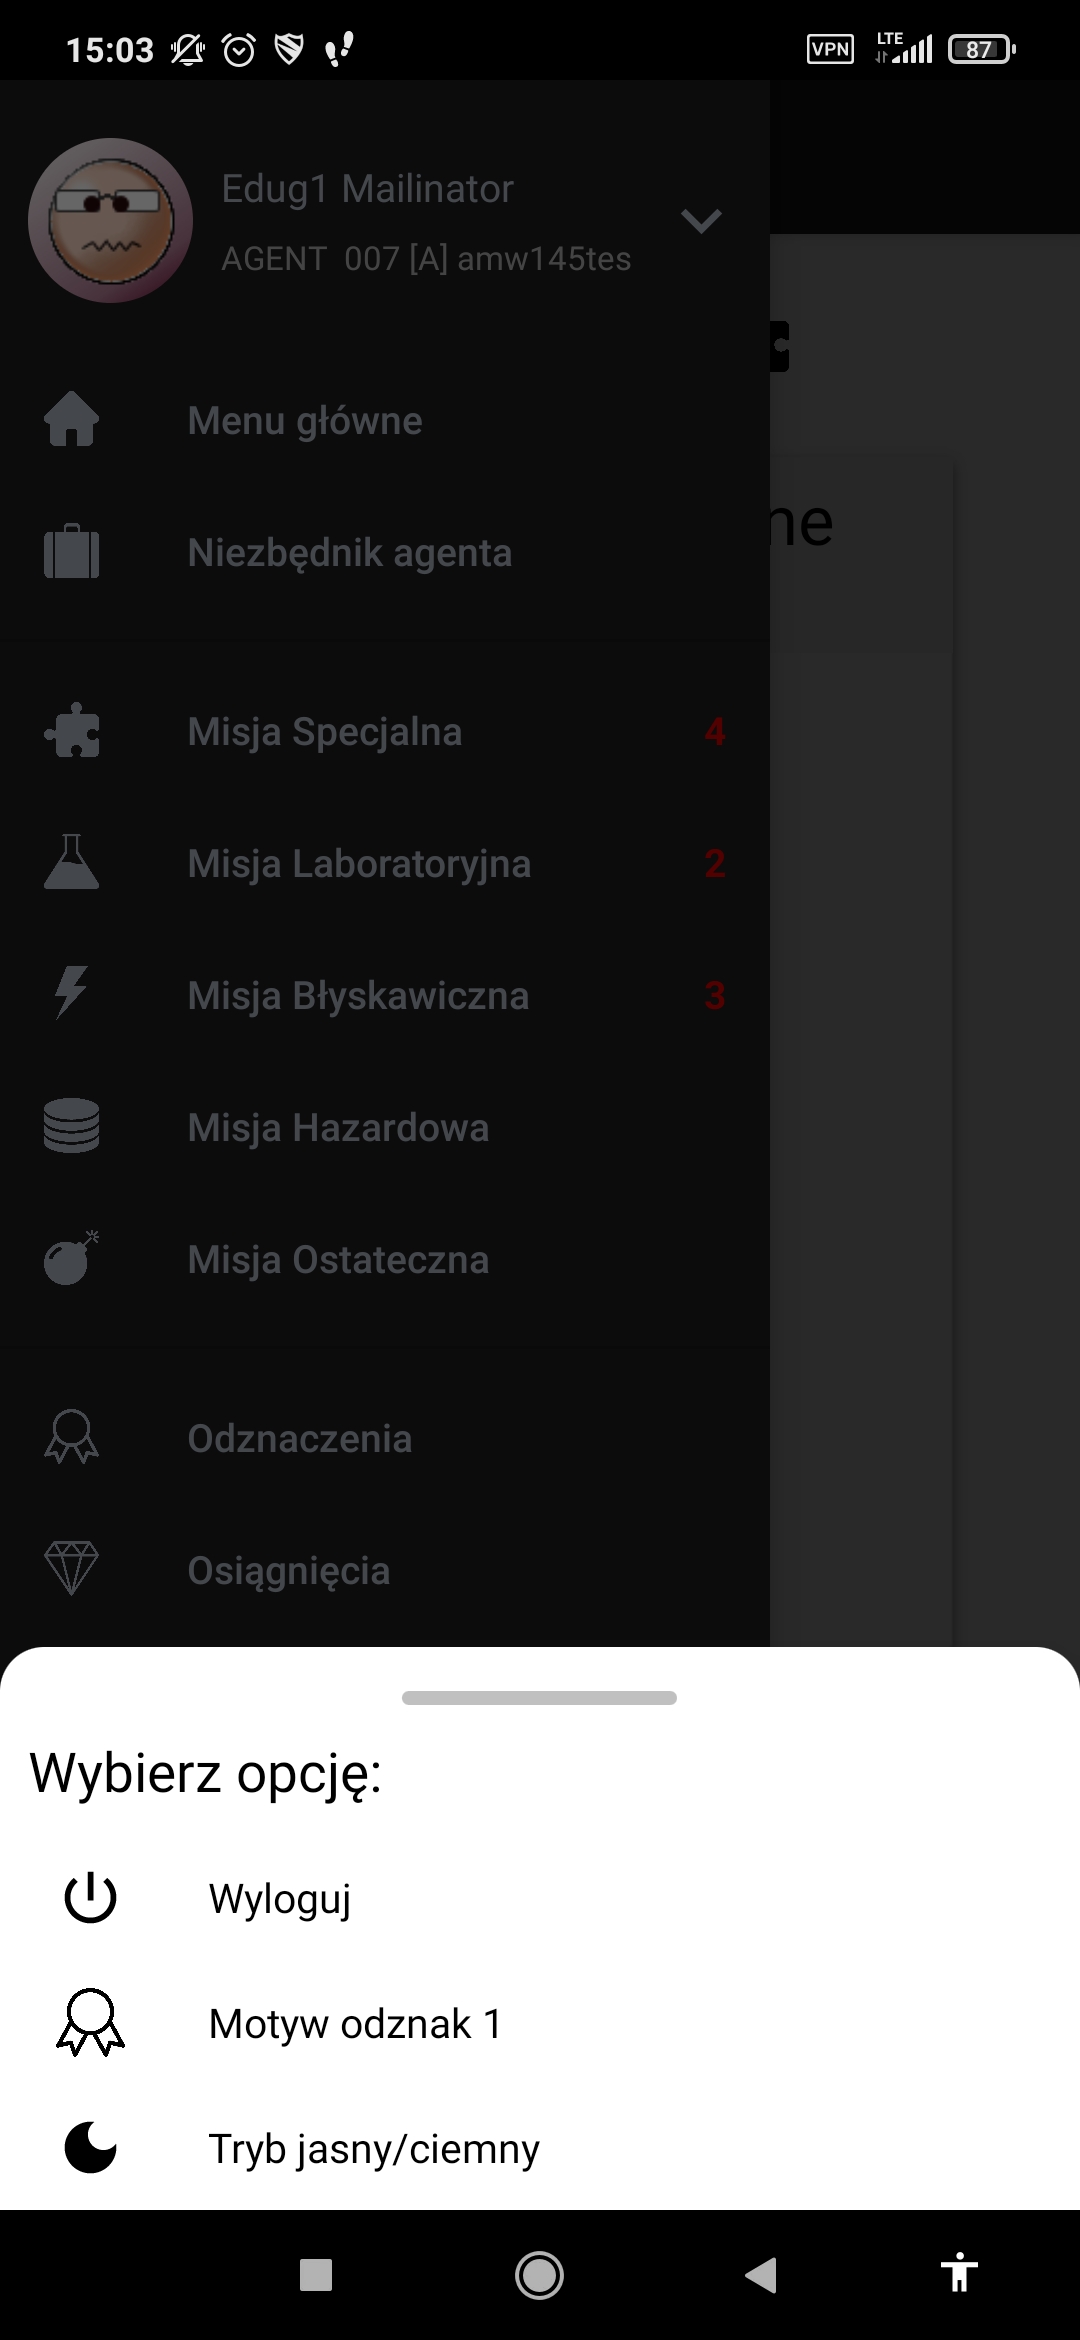 15:03
VPN LTE 87
Edug1 Mailinator
AGENT 007 [A] amw145tes
Menu główne
ne
Niezbędnik agenta
Misja Specjalna 4
Misja Laboratoryjna 2
Misja Błyskawiczna 3
Misja Hazardowa
Misja Ostateczna
Odznaczenia
Osiągnięcia
Wybierz opcję:
Wyloguj
Motyw odznak 1
Tryb jasny/ciemny